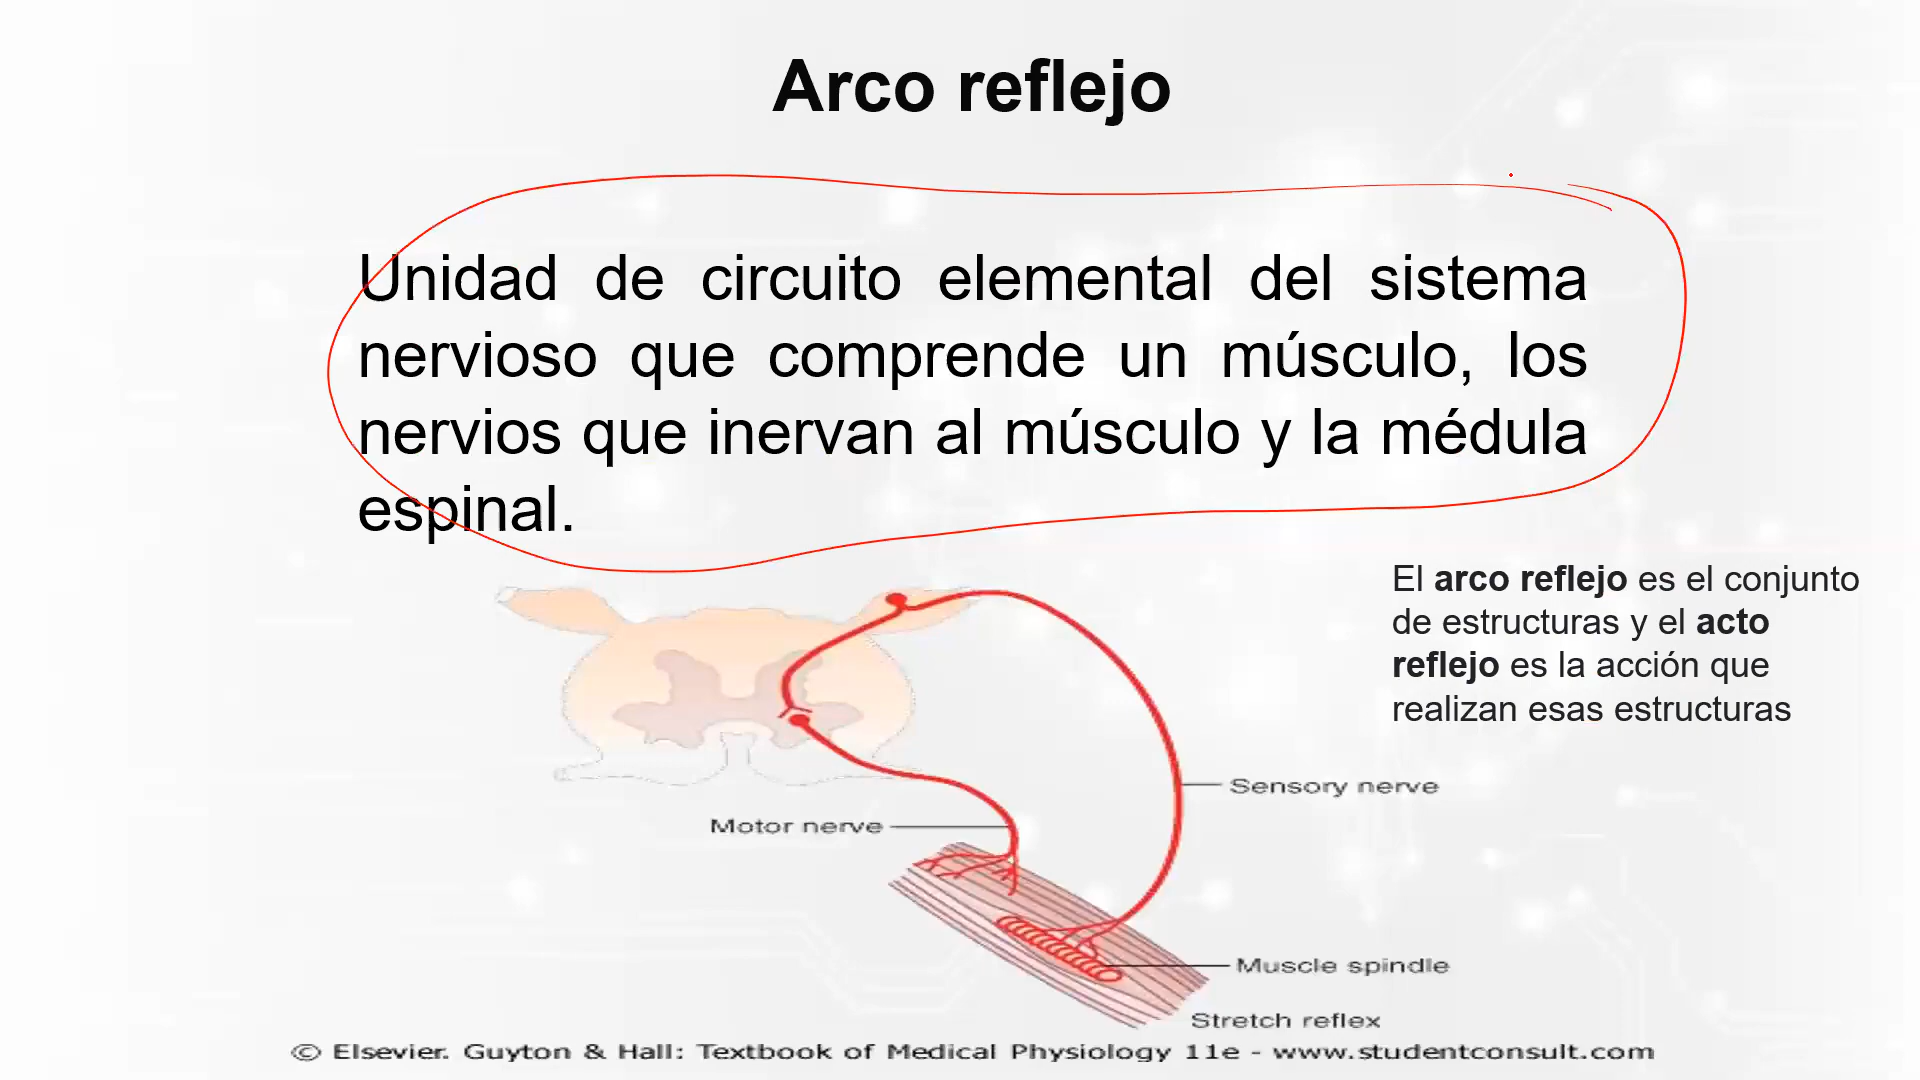 Arco reflejo
Unidad de circuito elemental del sistema
nervioso que comprende un músculo, los
nervios que inervan al músculo y la médula
espinal.
El arco reflejo es el conjunto
de estructuras y el acto
reflejo es la acción que
realizan esas estructuras
Sensory nerve
Motor nerve
Muscle spindle
Stretch reflex
© Elsevier. Guyton & Hall: Textbook of Medical Physiology 11e - www.studentconsult.com